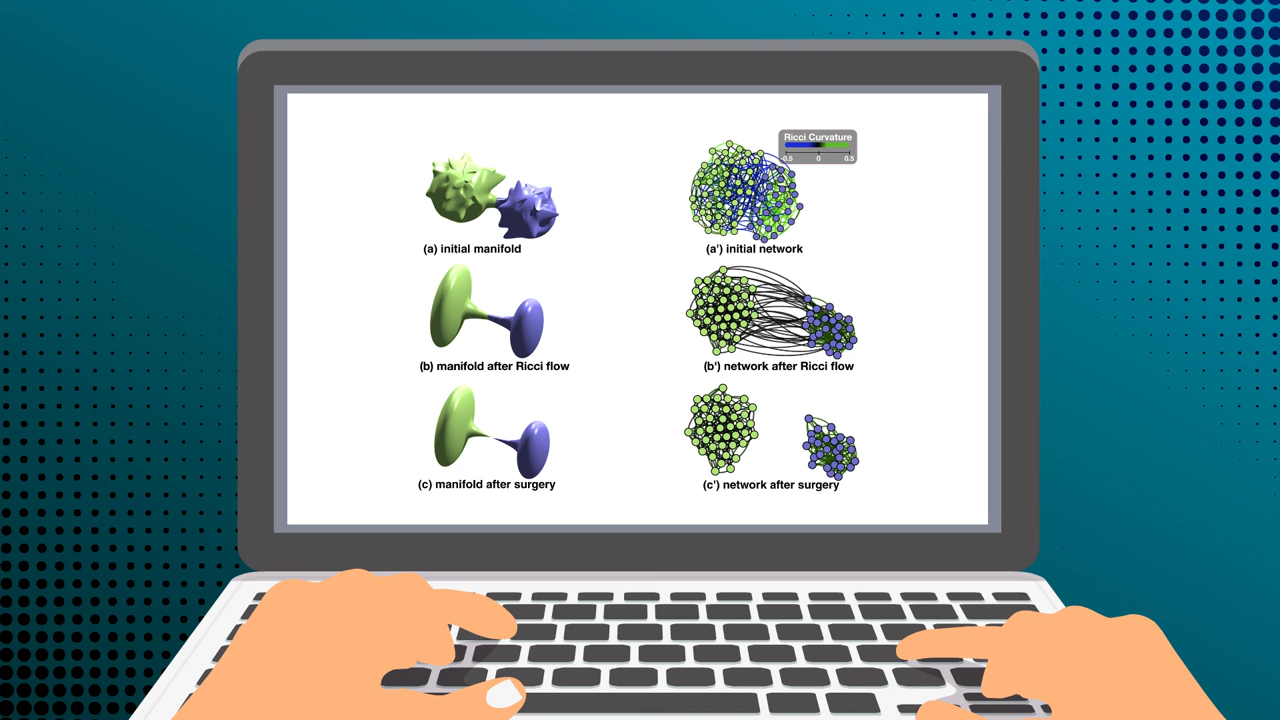 Ricci Curvature
-0.5 0 0.5
(a) initial manifold
(a') initial network
(b) manifold after Ricci flow
(b') network after Ricci flow
(c) manifold after surgery
(c') network after surgery